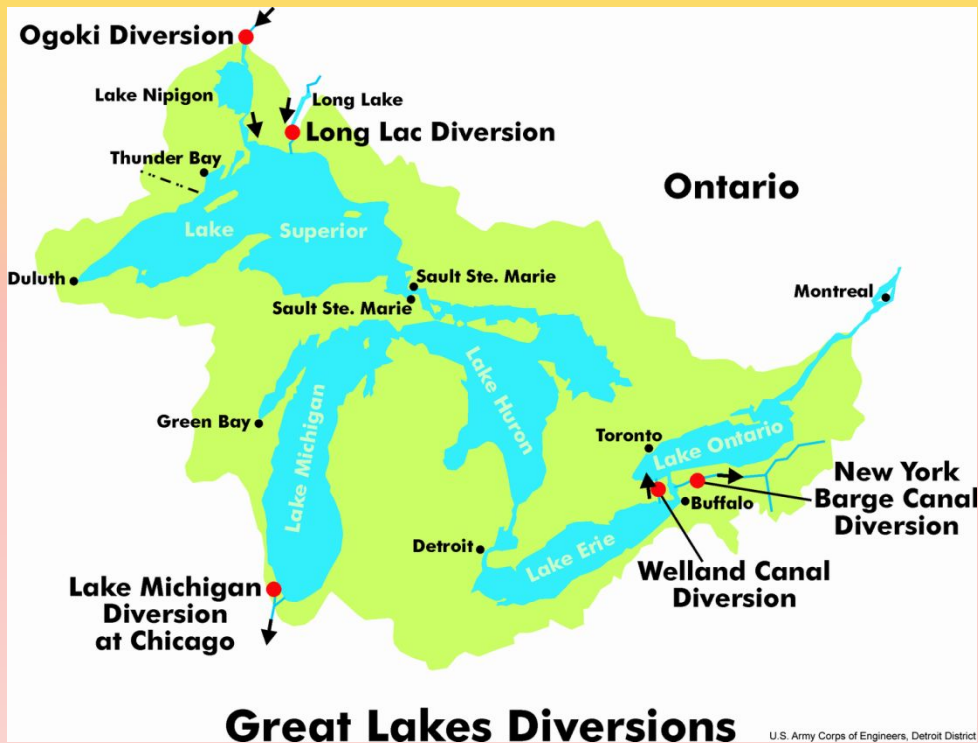 Ogoki Diversion
Lake Nipigon
Long Lake
Long Lac Diversion
Thunder Bay
Ontario
Lake Superior
Duluth
Sault Ste. Marie
Sault Ste. Marie
Montreal
Lake Michigan
Lake Huron
Green Bay
Toronto
Lake Ontario
New York
Barge Canal
Diversion
Buffalo
Detroit
Lake Erie
Welland Canal
Diversion
Lake Michigan
Diversion
at Chicago
Great Lakes Diversions
U.S. Army Corps of Engineers, Detroit District